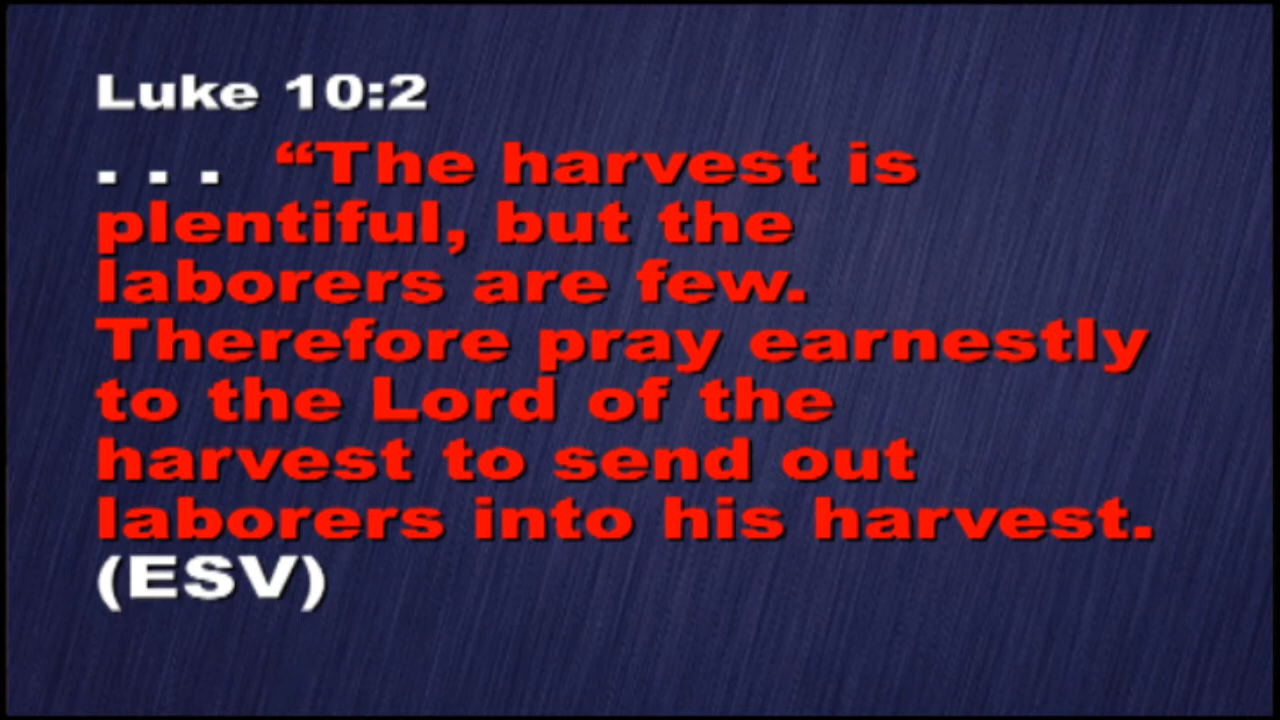 Luke 10:2
. . . “The harvest is
plentiful, but the
laborers are few.
Therefore pray earnestly
to the Lord of the
harvest to send out
laborers into his harvest.
(ESV)